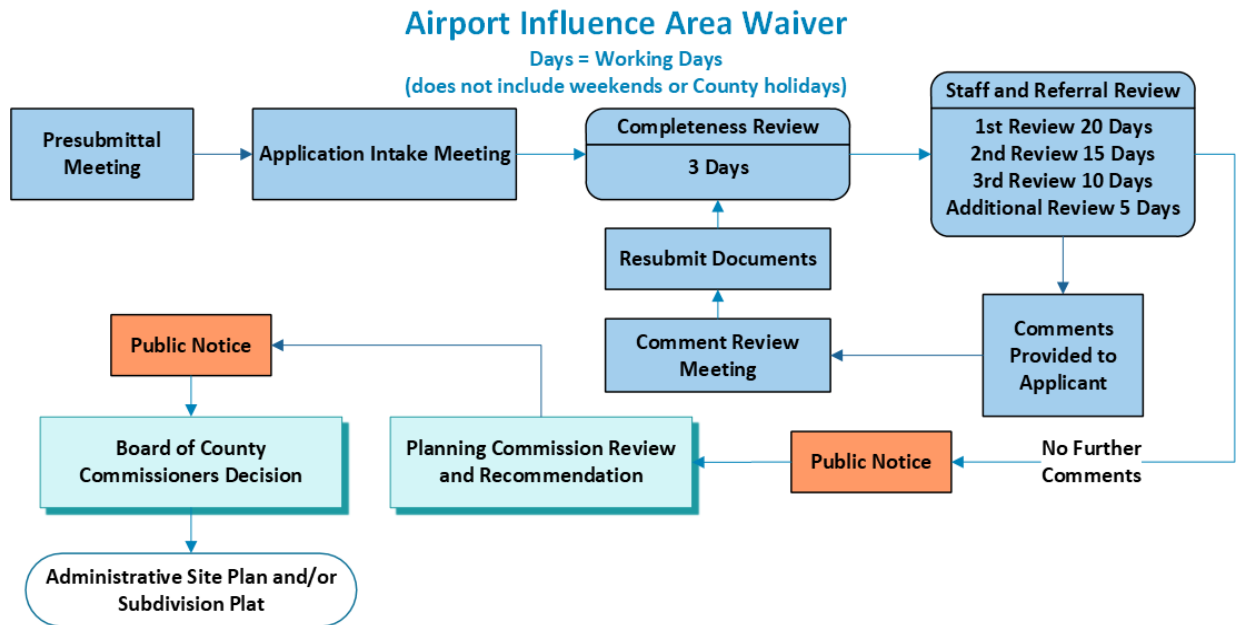 Airport Influence Area Waiver
Days = Working Days
(does not include weekends or County holidays)
Presubmittal
Meeting
Application Intake Meeting
Completeness Review
3 Days
Staff and Referral Review
1st Review 20 Days
2nd Review 15 Days
3rd Review 10 Days
Additional Review 5 Days
Resubmit Documents
Comment Review
Meeting
Comments
Provided to
Applicant
Public Notice
Board of County
Commissioners Decision
Planning Commission Review
and Recommendation
Public Notice
No Further
Comments
Administrative Site Plan and/or
Subdivision Plat